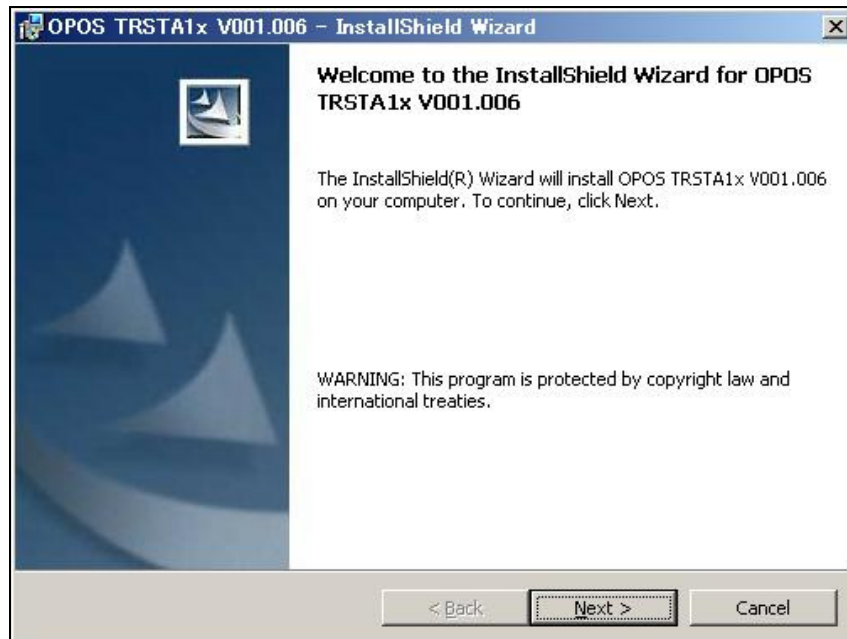 OPOS TRSTA1x V001.006 - InstallShield Wizard
Welcome to the InstallShield Wizard for OPOS
TRSTA1x V001.006
The InstallShield(R) Wizard will install OPOS TRSTA1x V001.006
on your computer. To continue, click Next.
WARNING: This program is protected by copyright law and
international treaties.
< Back
Next >
Cancel